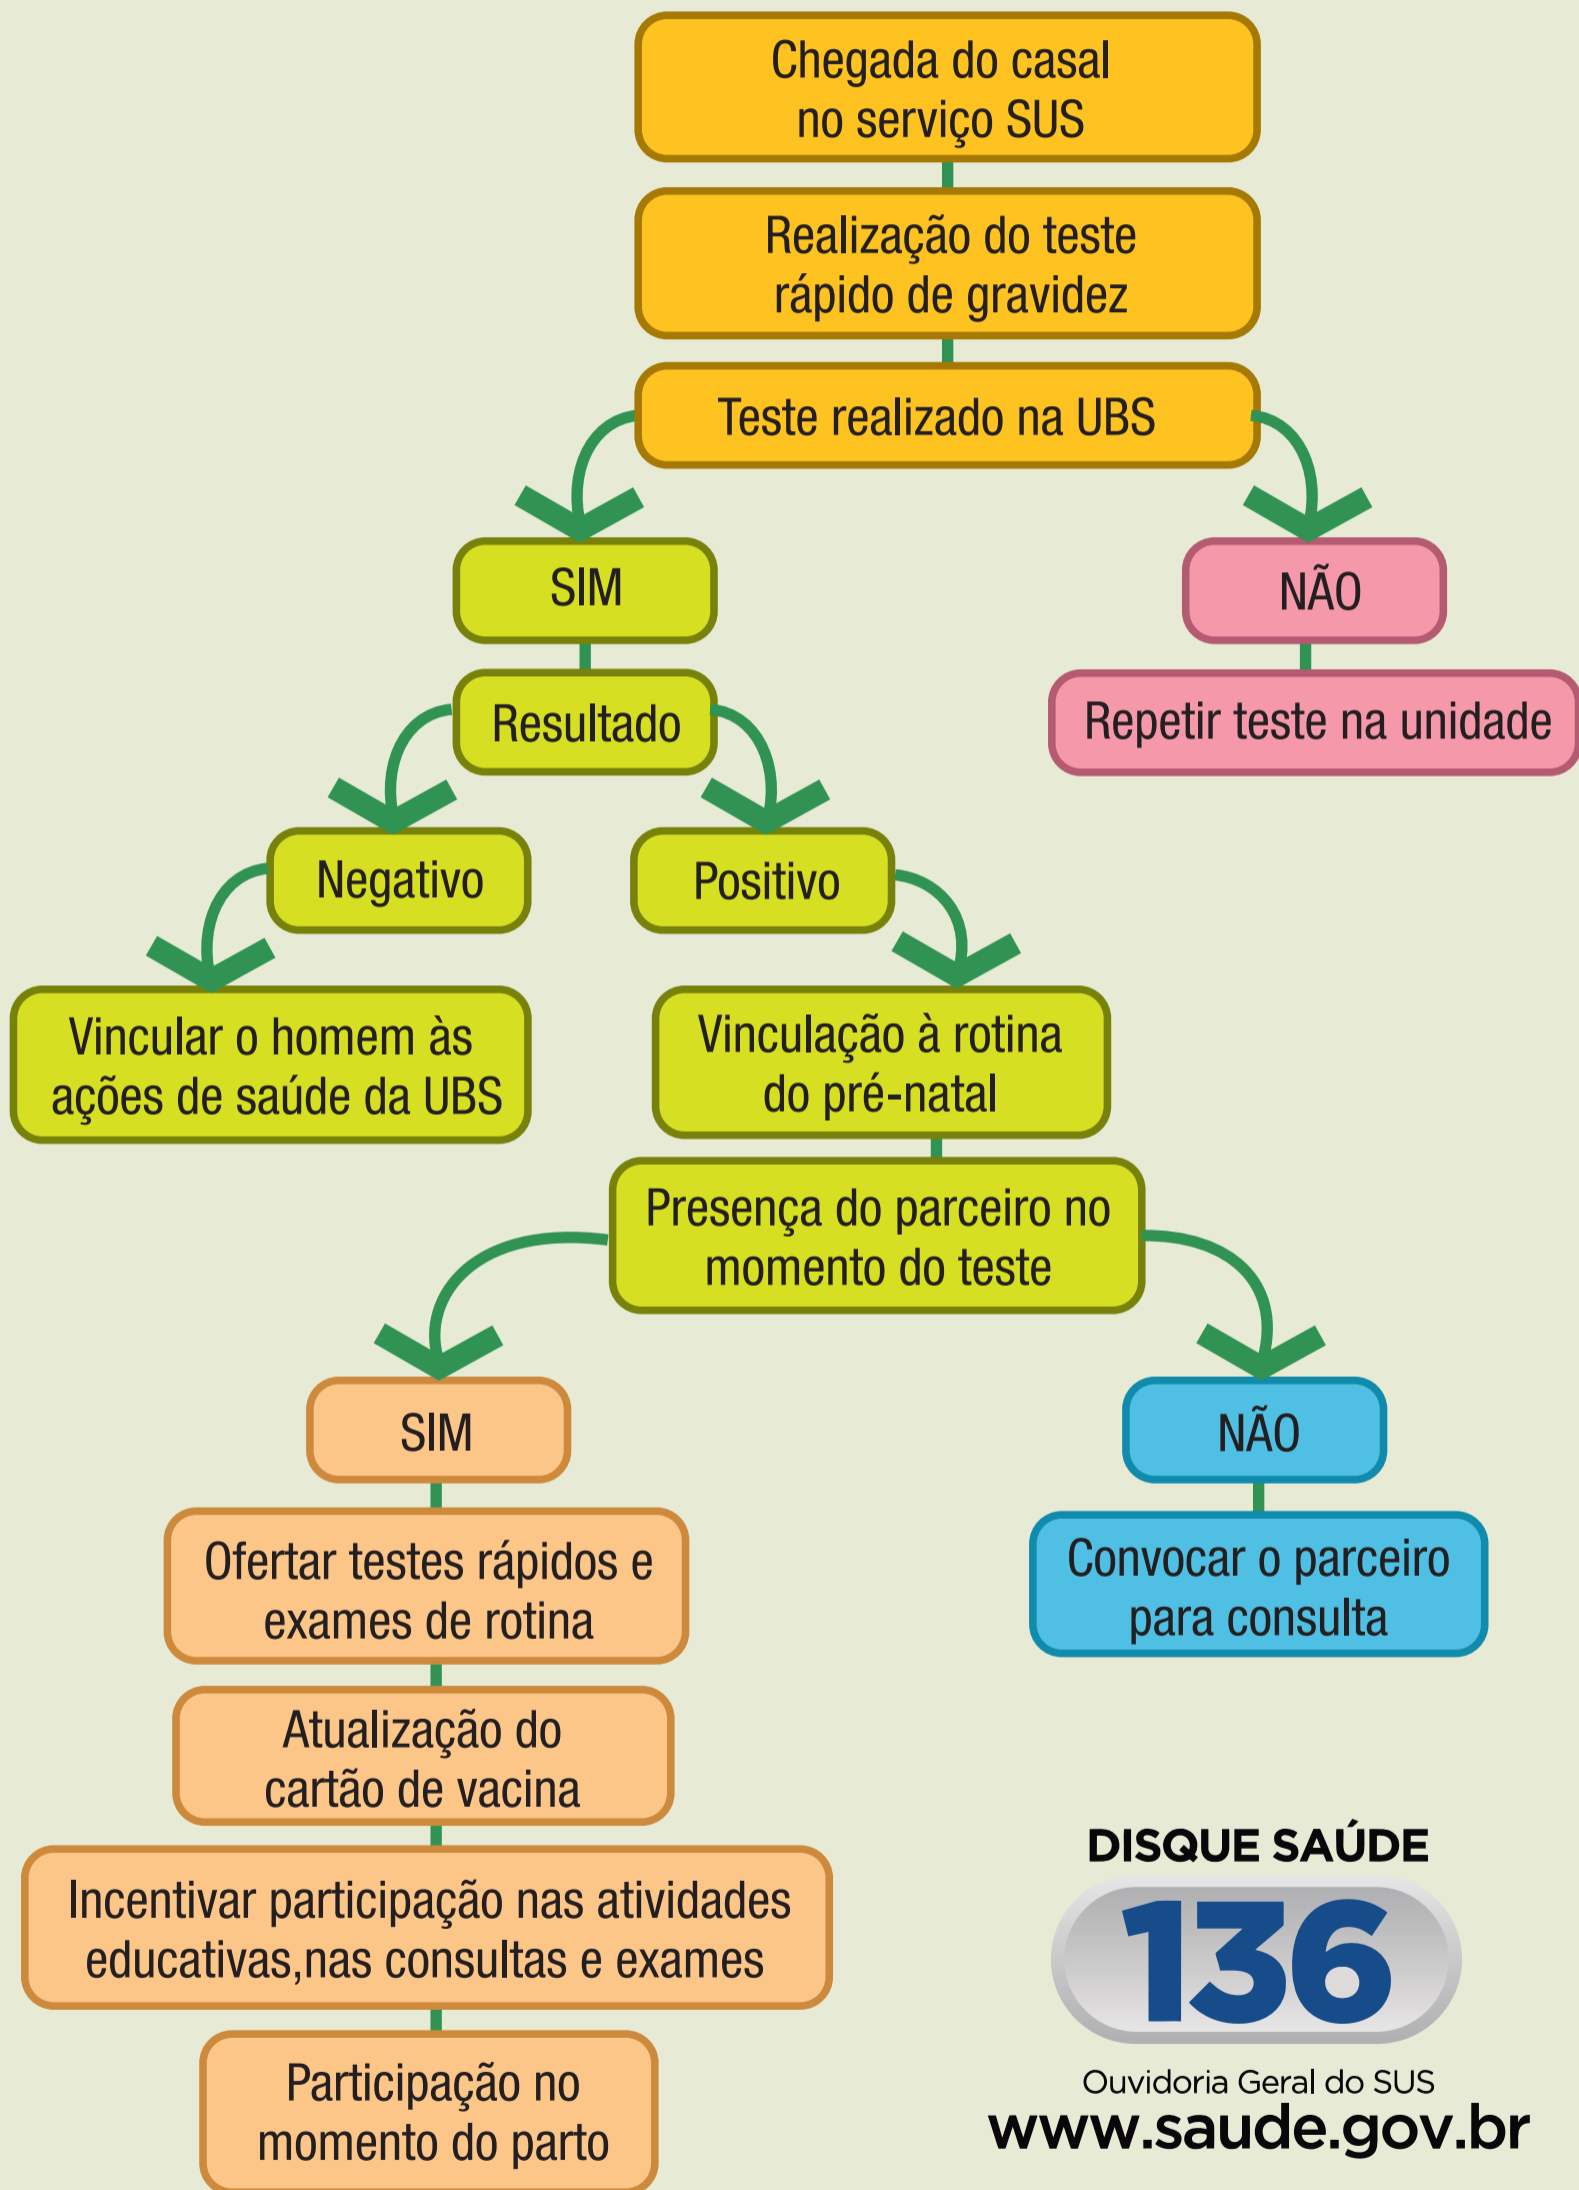 Chegada do casal
no serviço SUS
Realização do teste
rápido de gravidez
Teste realizado na UBS
SIM
NÃO
Resultado
Repetir teste na unidade
Negativo
Positivo
Vincular o homem às
ações de saúde da UBS
Vinculação à rotina
do pré-natal
Presença do parceiro no
momento do teste
SIM
NÃO
Ofertar testes rápidos e
exames de rotina
Convocar o parceiro
para consulta
Atualização do
cartão de vacina
Incentivar participação nas atividades
educativas,nas consultas e exames
Participação no
momento do parto
DISQUE SAÚDE
136
Ouvidoria Geral do SUS
www.saude.gov.br